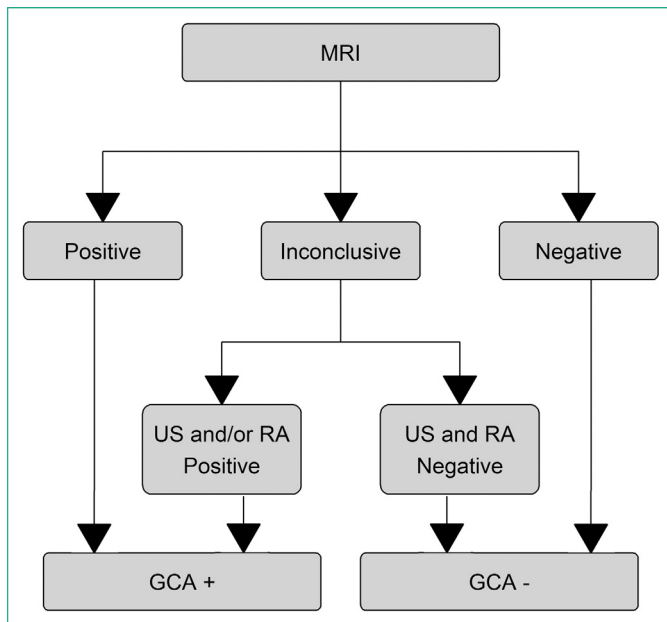 MRI
Positive
Inconclusive
Negative
US and/or RA
Positive
US and RA
Negative
GCA +
GCA -